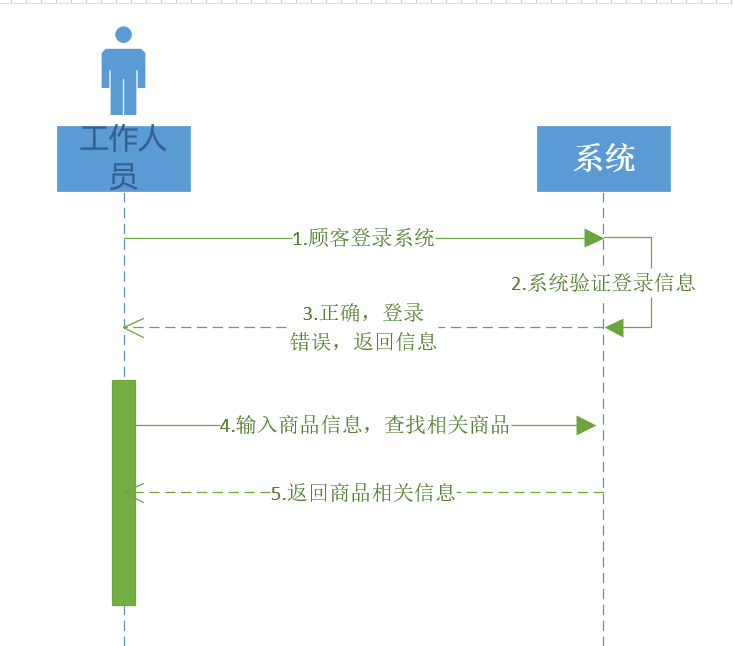 工作人
员
系统
1.顾客登录系统
2.系统验证登录信息
3.正确，登录
错误，返回信息
4.输入商品信息，查找相关商品
5.返回商品相关信息